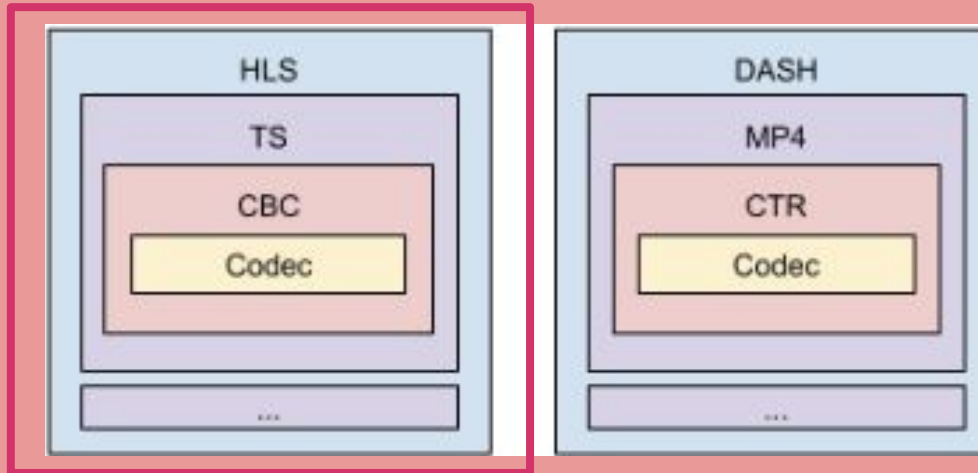 HLS
TS
CBC
Codec
...
DASH
MP4
CTR
Codec
...